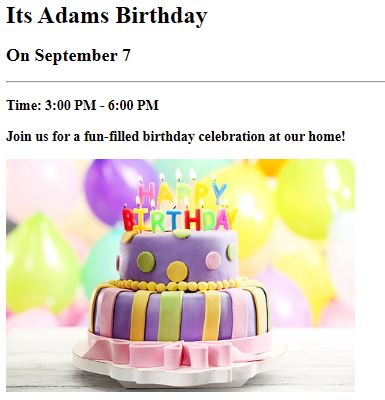 Its Adams Birthday
On September 7
Time: 3:00 PM - 6:00 PM
Join us for a fun-filled birthday celebration at our home!
HAPPY
BIRTHDAY